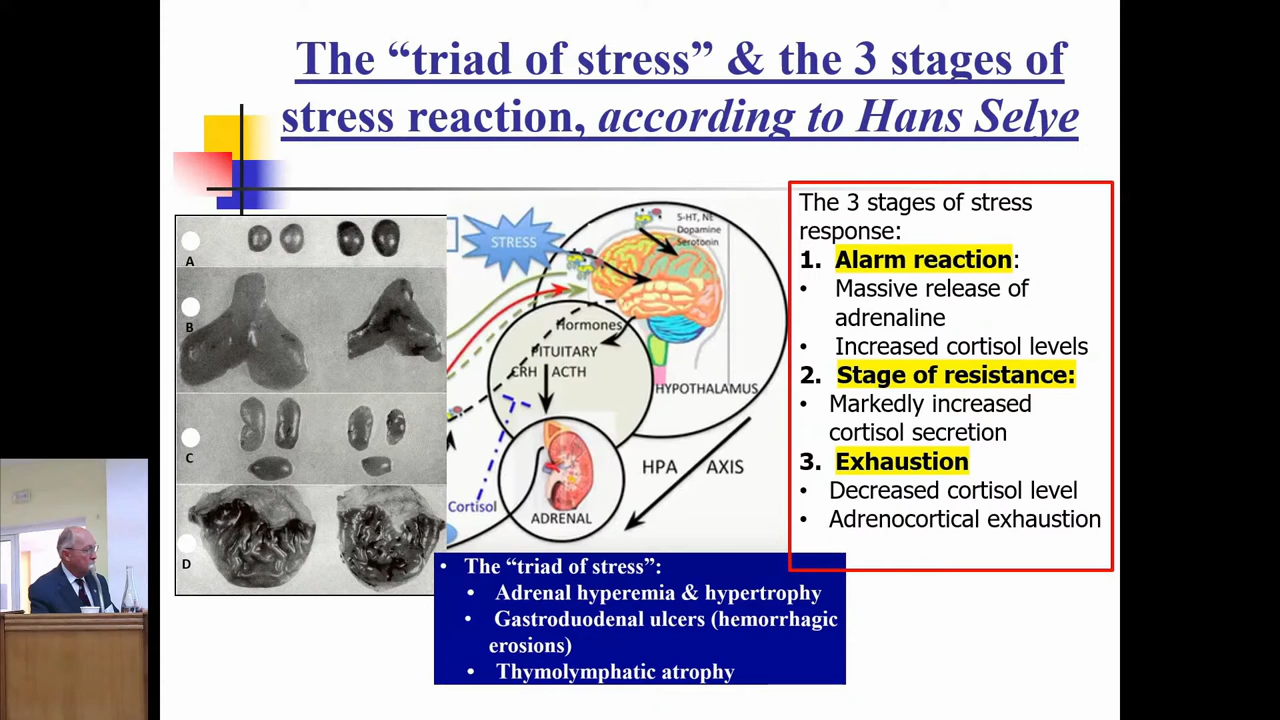 The “triad of stress” & the 3 stages of
stress reaction, according to Hans Selye
A
B
C
D
STRESS
5-HT, NE
Dopamine
Serotonin
Hormones
PITUITARY
CRH ACTH
HYPOTHALAMUS
HPA AXIS
Cortisol
ADRENAL
The 3 stages of stress
response:
1. Alarm reaction:
• Massive release of
adrenaline
• Increased cortisol levels
2. Stage of resistance:
• Markedly increased
cortisol secretion
3. Exhaustion
• Decreased cortisol level
• Adrenocortical exhaustion
• The “triad of stress”:
• Adrenal hyperemia & hypertrophy
• Gastroduodenal ulcers (hemorrhagic
erosions)
• Thymolymphatic atrophy